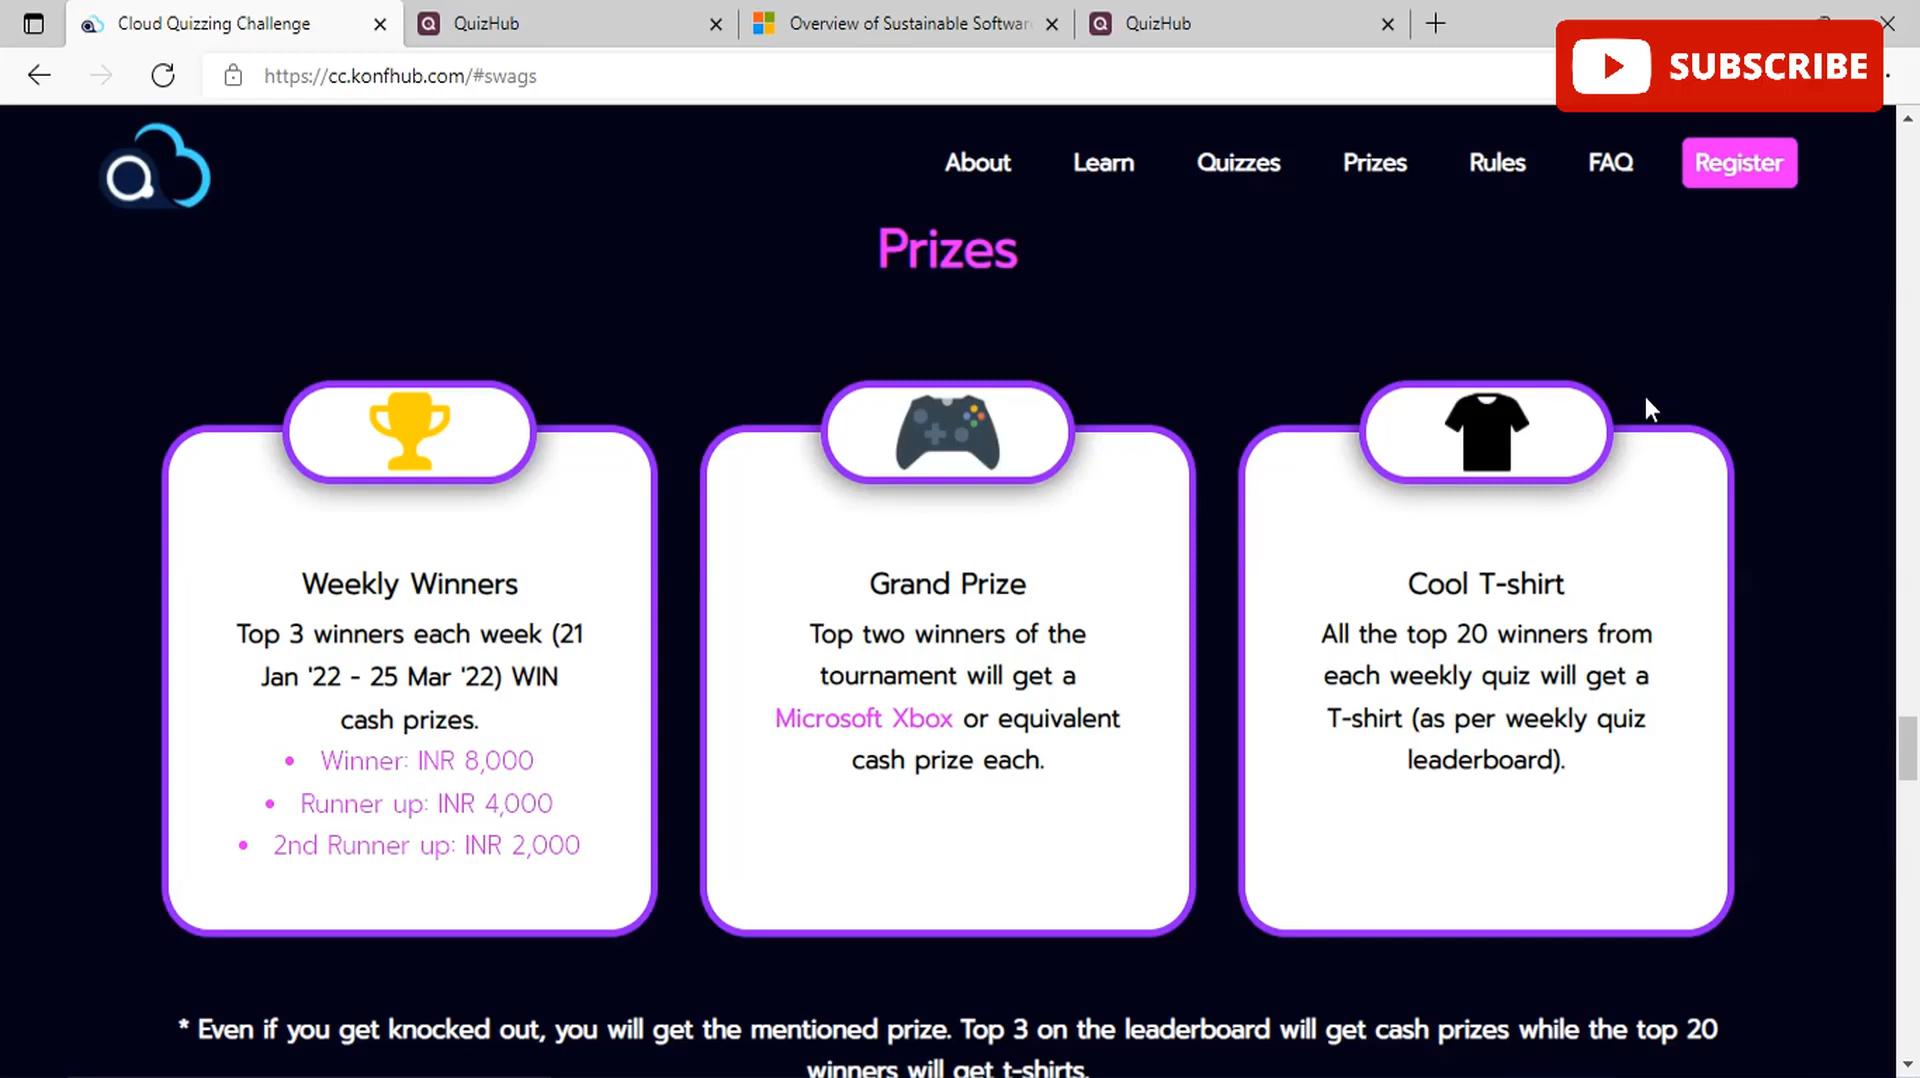 Cloud Quizzing Challenge
QuizHub
Overview of Sustainable Softwar
QuizHub
https://cc.konfhub.com/#swags
SUBSCRIBE
About
Learn
Quizzes
Prizes
Rules
FAQ
Register
Prizes
Weekly Winners
Top 3 winners each week (21
Jan '22 - 25 Mar '22) WIN
cash prizes.
• Winner: INR 8,000
• Runner up: INR 4,000
• 2nd Runner up: INR 2,000
Grand Prize
Top two winners of the
tournament will get a
Microsoft Xbox or equivalent
cash prize each.
Cool T-shirt
All the top 20 winners from
each weekly quiz will get a
T-shirt (as per weekly quiz
leaderboard).
* Even if you get knocked out, you will get the mentioned prize. Top 3 on the leaderboard will get cash prizes while the top 20
winners will get t-shirts.